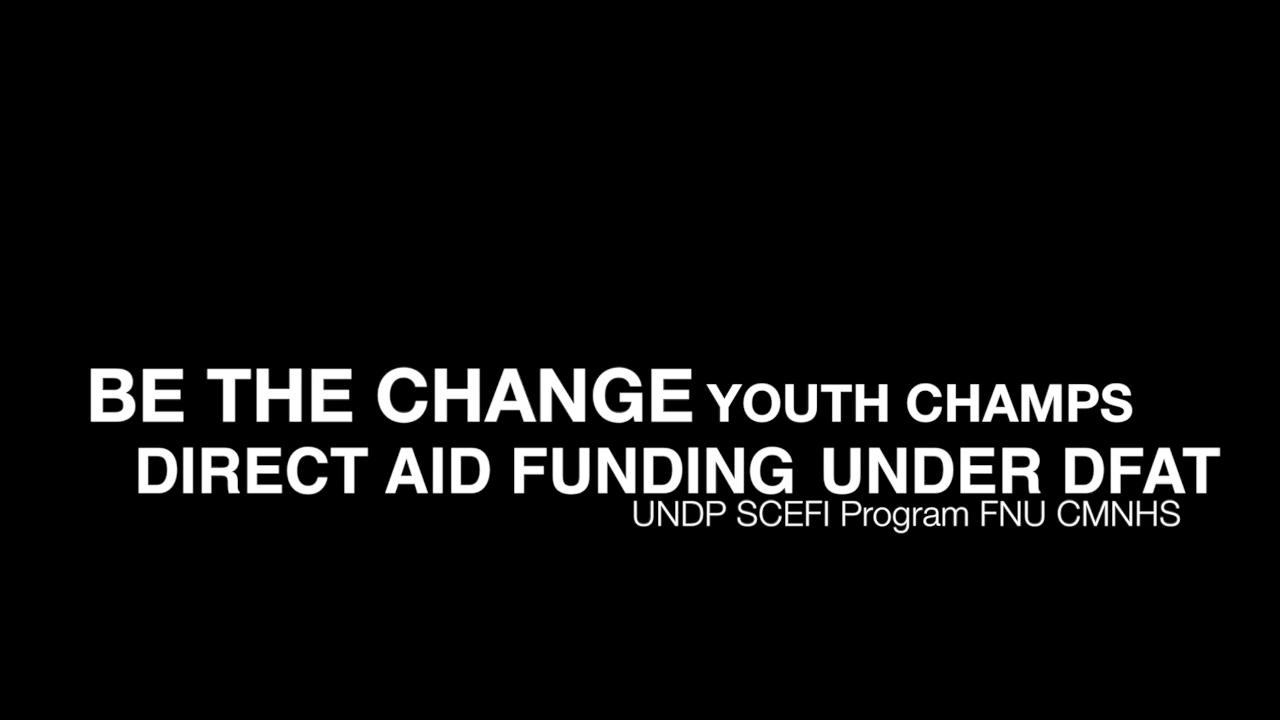 BE THE CHANGE YOUTH CHAMPS
DIRECT AID FUNDING UNDER DFAT
UNDP SCEFI Program FNU CMNHS